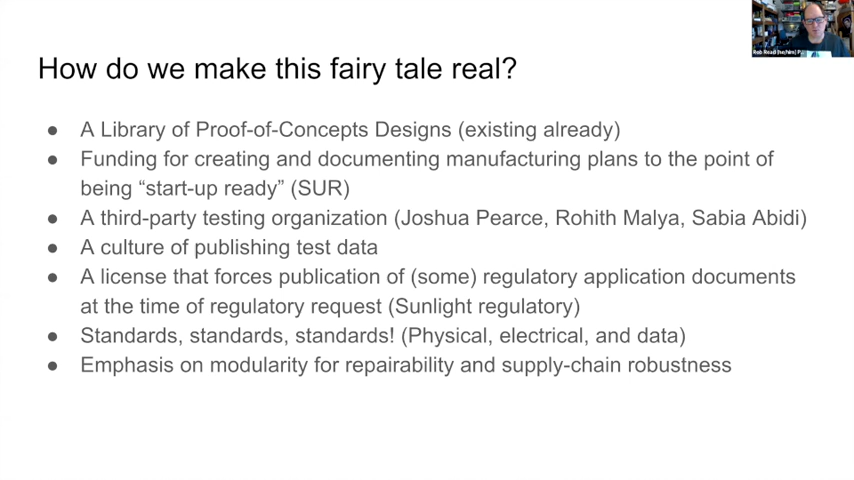 How do we make this fairy tale real?
● A Library of Proof-of-Concepts Designs (existing already)
● Funding for creating and documenting manufacturing plans to the point of
being “start-up ready” (SUR)
● A third-party testing organization (Joshua Pearce, Rohith Malya, Sabia Abidi)
● A culture of publishing test data
● A license that forces publication of (some) regulatory application documents
at the time of regulatory request (Sunlight regulatory)
● Standards, standards, standards! (Physical, electrical, and data)
● Emphasis on modularity for repairability and supply-chain robustness
Rob Read (he/him)